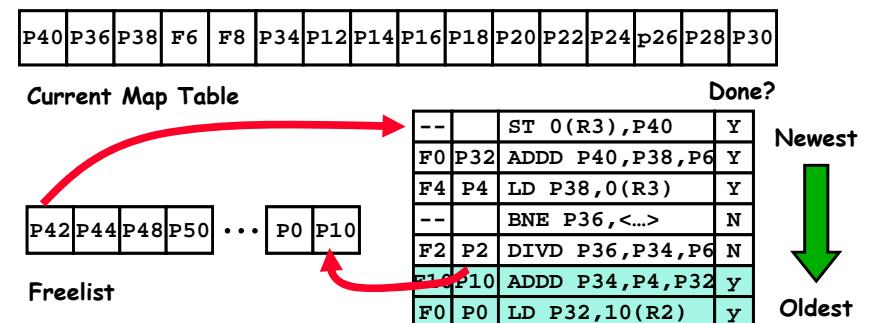 P40 P36 P38 F6 F8 P34 P12 P14 P16 P18 P20 P22 P24 p26 P28 P30
Current Map Table
Done?
-- ST 0(R3),P40 Y
F0 P32 ADDD P40,P38,P6 Y
F4 P4 LD P38,0(R3) Y
-- BNE P36,<…> N
F2 P2 DIVD P36,P34,P6 N
F10 P10 ADDD P34,P4,P32 y
F0 P0 LD P32,10(R2) y
Newest
Oldest
P42 P44 P48 P50 ••• P0 P10
Freelist